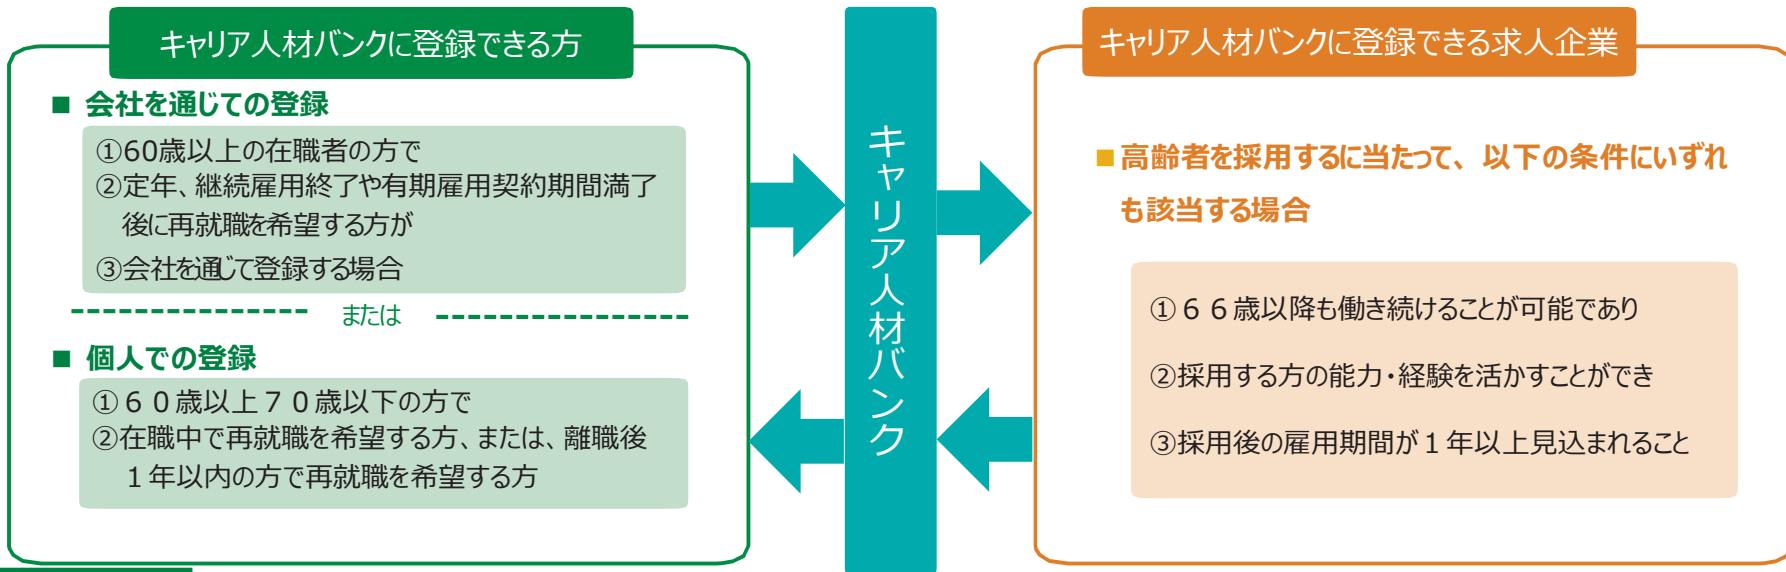 キャリア人材バンクに登録できる方
■ 会社を通じての登録
①60歳以上の在職者の方で
②定年、継続雇用終了や有期雇用契約期間満了
後に再就職を希望する方が
③会社を通じて登録する場合
または
■ 個人での登録
①６０歳以上７０歳以下の方で
②在職中で再就職を希望する方、または、離職後
１年以内の方で再就職を希望する方
キャリア人材バンク
キャリア人材バンクに登録できる求人企業
■高齢者を採用するに当たって、以下の条件にいずれ
も該当する場合
①６６歳以降も働き続けることが可能であり
②採用する方の能力・経験を活かすことができ
③採用後の雇用期間が１年以上見込まれること